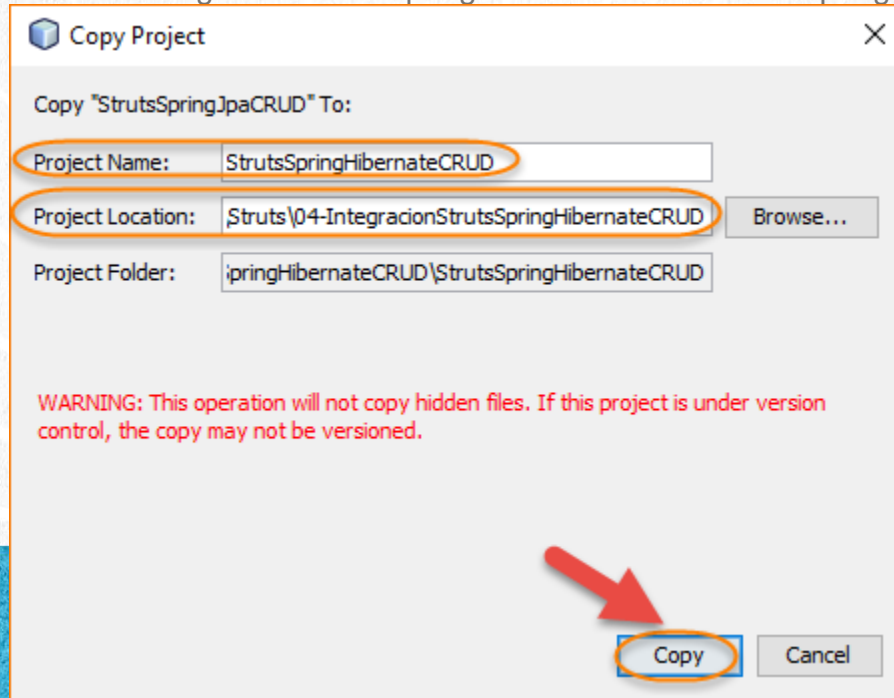 Copy Project
Copy "StrutsSpringJpaCRUD" To:
Project Name: StrutsSpringHibernateCRUD
Project Location: Struts\04-IntegracionStrutsSpringHibernateCRUD Browse...
Project Folder: pringHibernateCRUD\StrutsSpringHibernateCRUD
WARNING: This operation will not copy hidden files. If this project is under version
control, the copy may not be versioned.
Copy Cancel